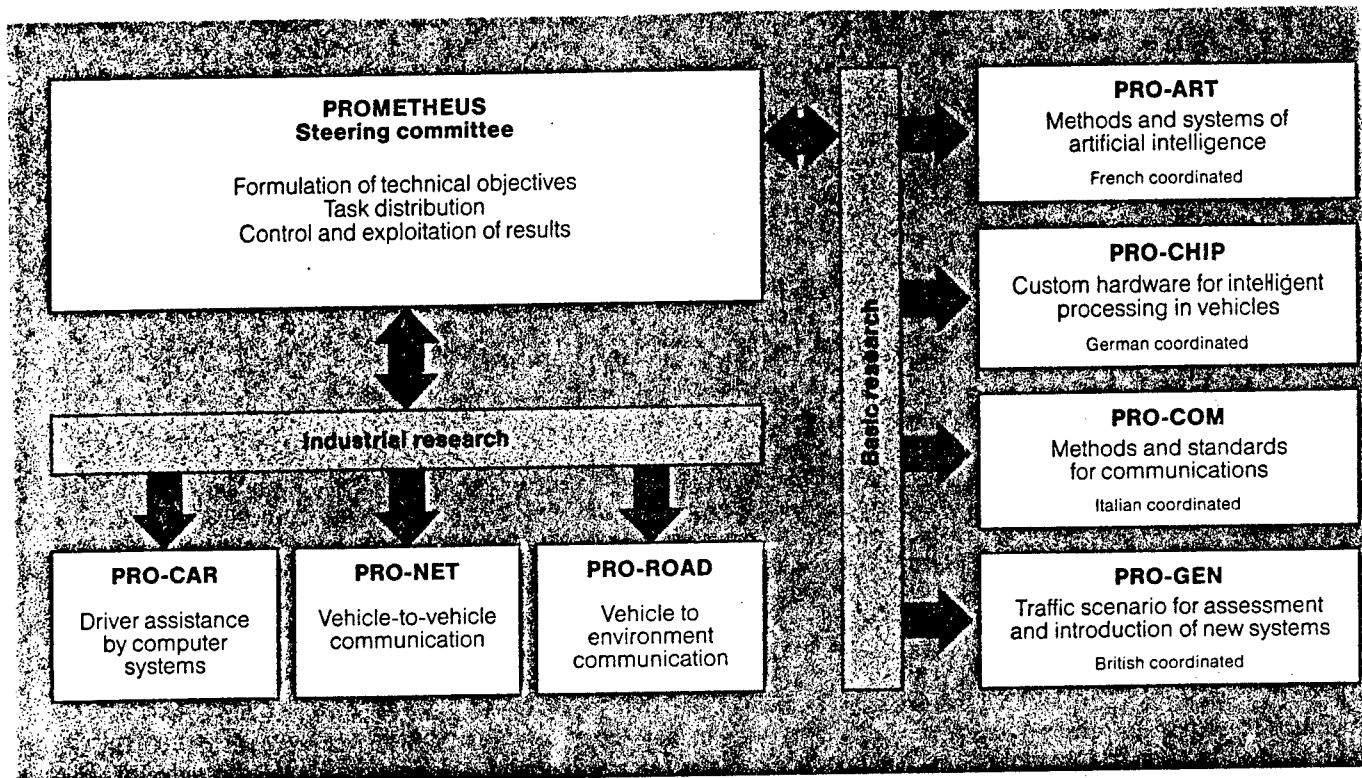 PROMETHEUS
Steering committee
Formulation of technical objectives
Task distribution
Control and exploitation of results
Industrial research
PRO-CAR
Driver assistance
by computer
systems
PRO-NET
Vehicle-to-vehicle
communication
PRO-ROAD
Vehicle to
environment
communication
Basic research
PRO-ART
Methods and systems of
artificial intelligence
French coordinated
PRO-CHIP
Custom hardware for intelligent
processing in vehicles
German coordinated
PRO-COM
Methods and standards
for communications
Italian coordinated
PRO-GEN
Traffic scenario for assessment
and introduction of new systems
British coordinated